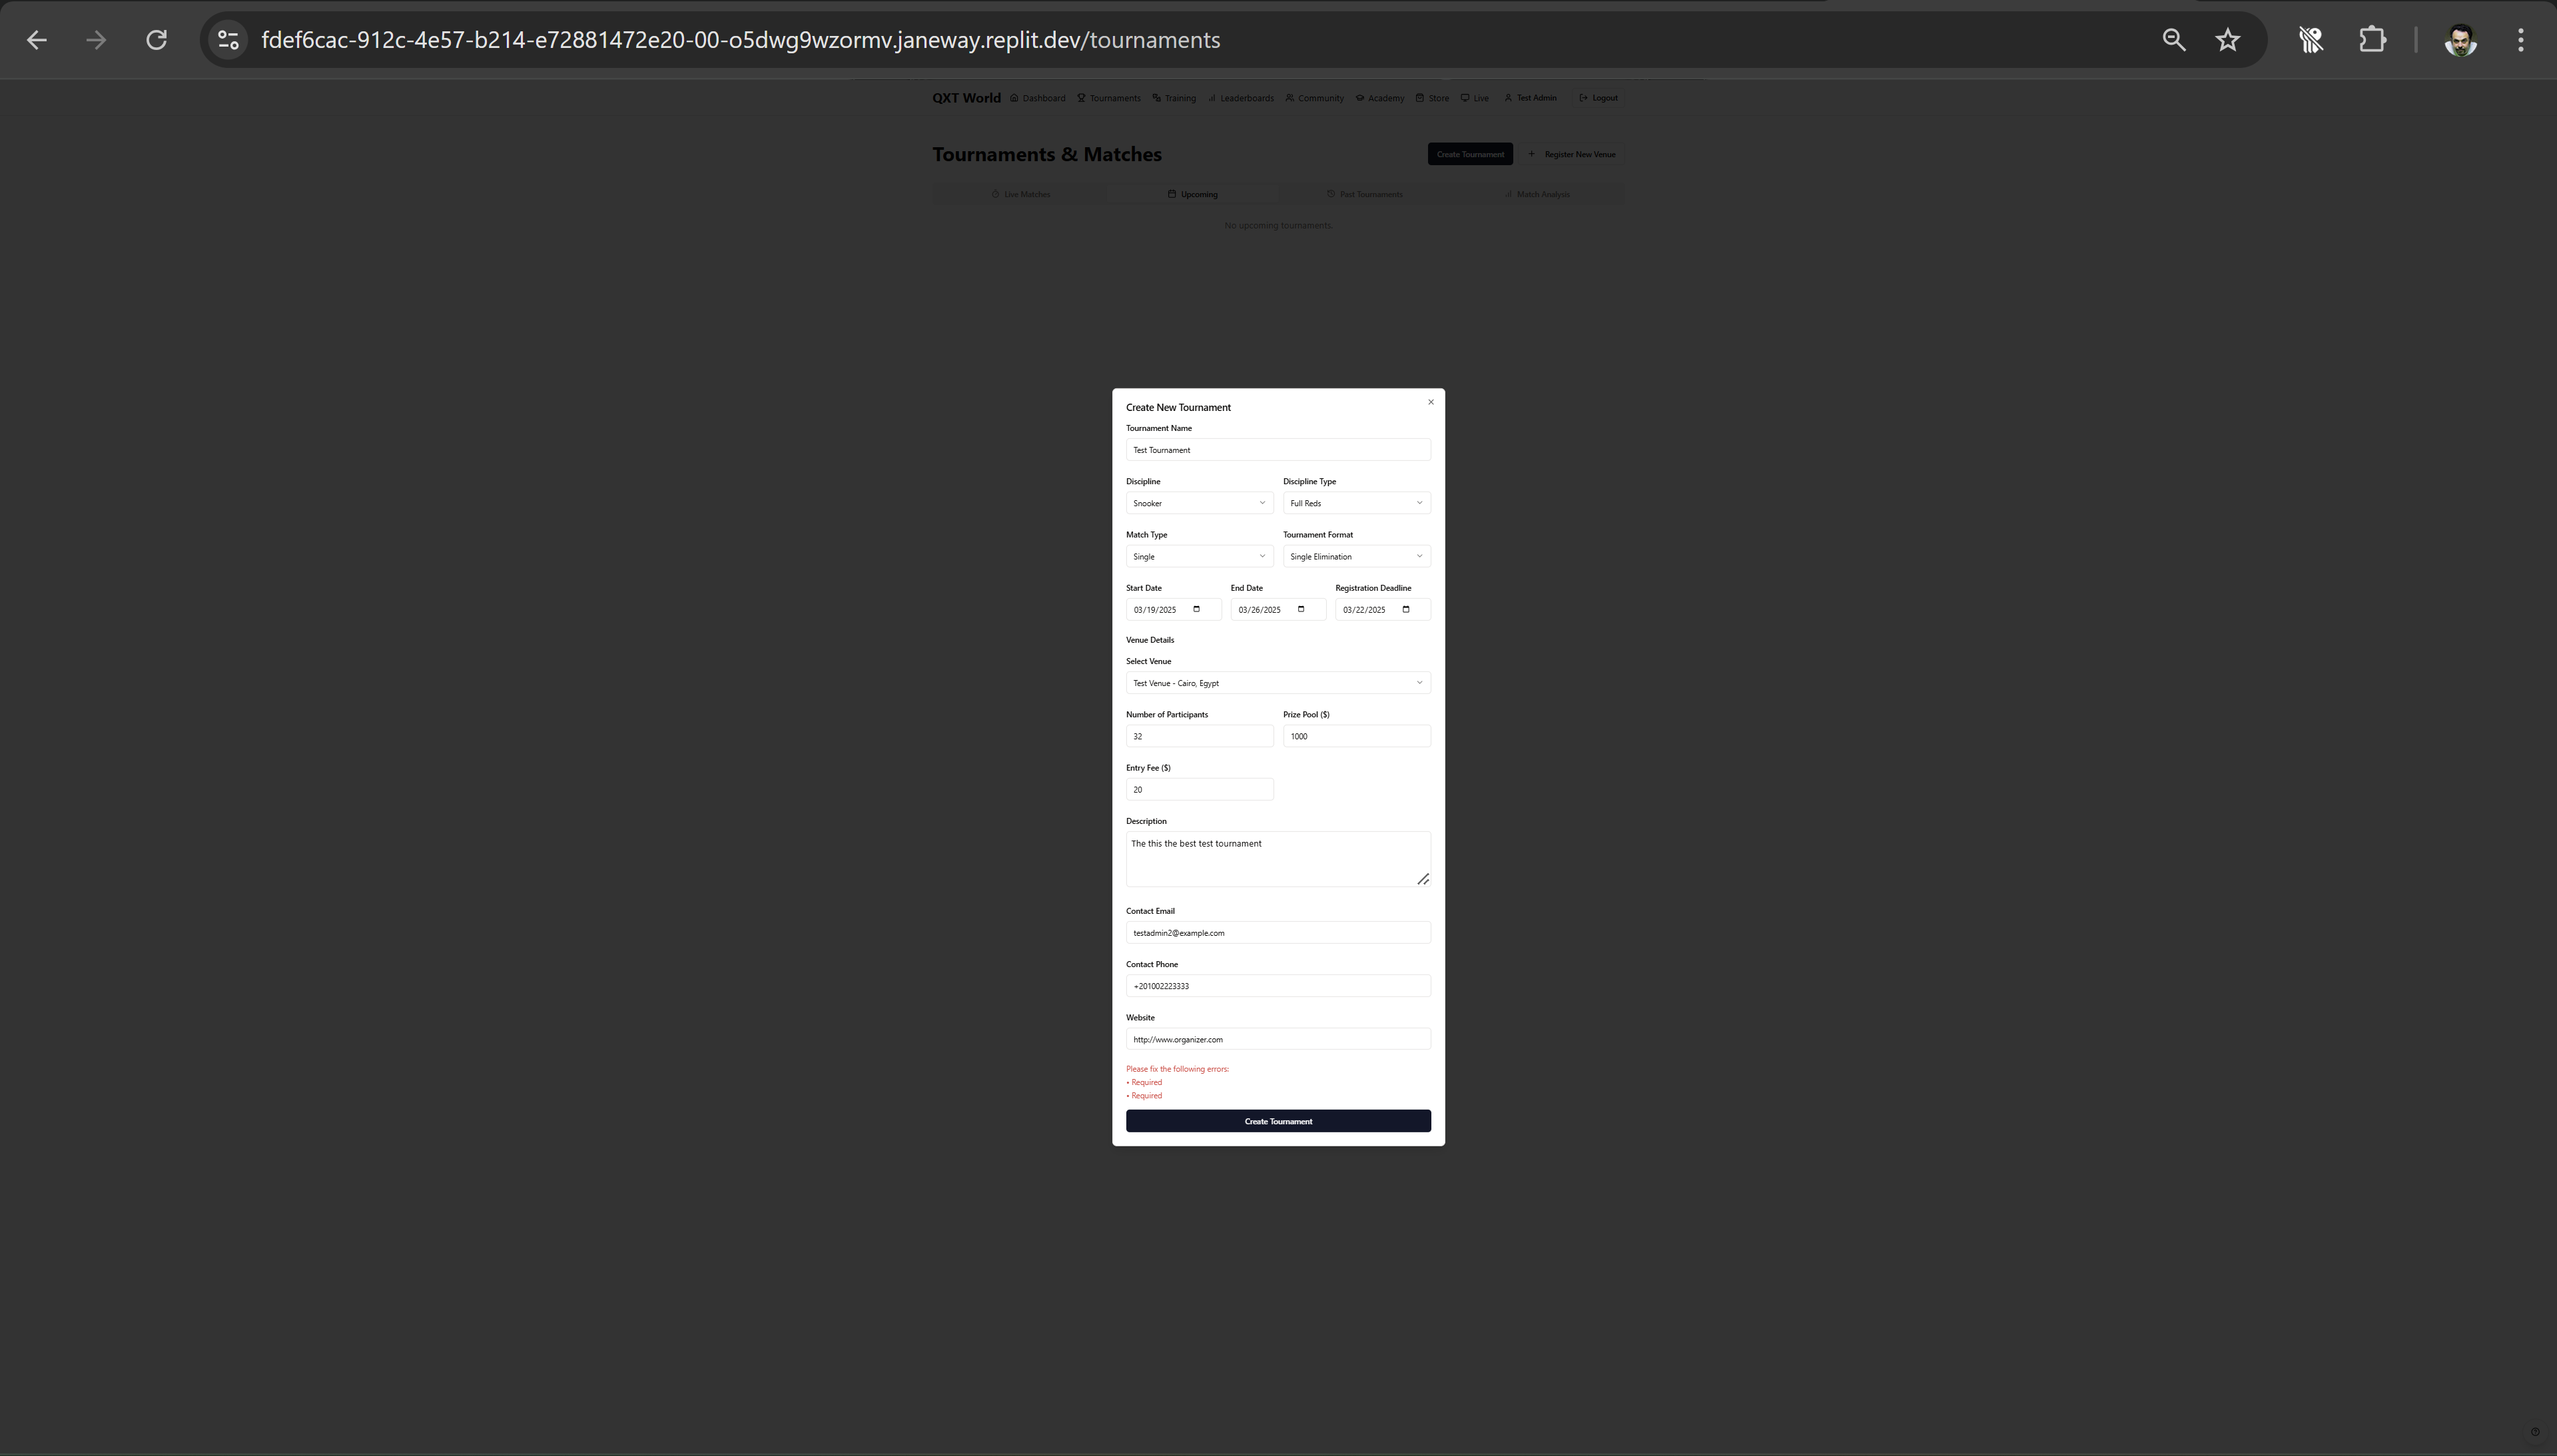 fdef6cac-912c-4e57-b214-e72881472e20-00-o5dwg9wzormv.janeway.replit.dev/tournaments
QXT World Dashboard Tournaments Training Leaderboards Community Academy Store Live Test Admin Logout
Tournaments & Matches
Create Tournament + Register New Venue
Live Matches Upcoming Past Tournaments Match Analysis
No upcoming tournaments.
Create New Tournament
Tournament Name
Test Tournament
Discipline Discipline Type
Snooker Full Reds
Match Type Tournament Format
Single Single Elimination
Start Date End Date Registration Deadline
03/19/2025 03/26/2025 03/22/2025
Venue Details
Select Venue
Test Venue - Cairo, Egypt
Number of Participants Prize Pool ($)
32 1000
Entry Fee ($)
20
Description
The this the best test tournament
Contact Email
testadmin2@example.com
Contact Phone
+201002223333
Website
http://www.organizer.com
Please fix the following errors:
• Required
• Required
Create Tournament